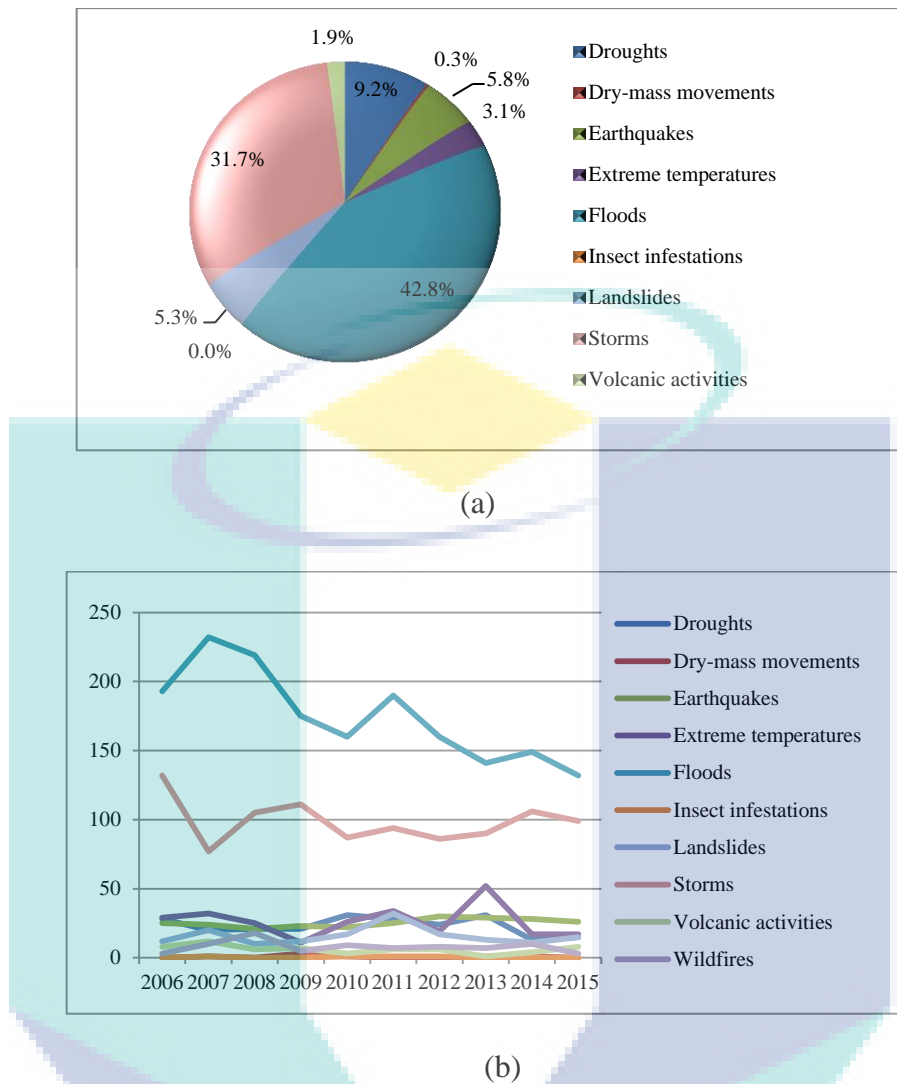 1.9%
0.3%
9.2%
5.8%
3.1%
31.7%
42.8%
5.3%
0.0%
Droughts
Dry-mass movements
Earthquakes
Extreme temperatures
Floods
Insect infestations
Landslides
Storms
Volcanic activities
(a)
250
200
150
100
50
0
2006 2007 2008 2009 2010 2011 2012 2013 2014 2015
Droughts
Dry-mass movements
Earthquakes
Extreme temperatures
Floods
Insect infestations
Landslides
Storms
Volcanic activities
Wildfires
(b)